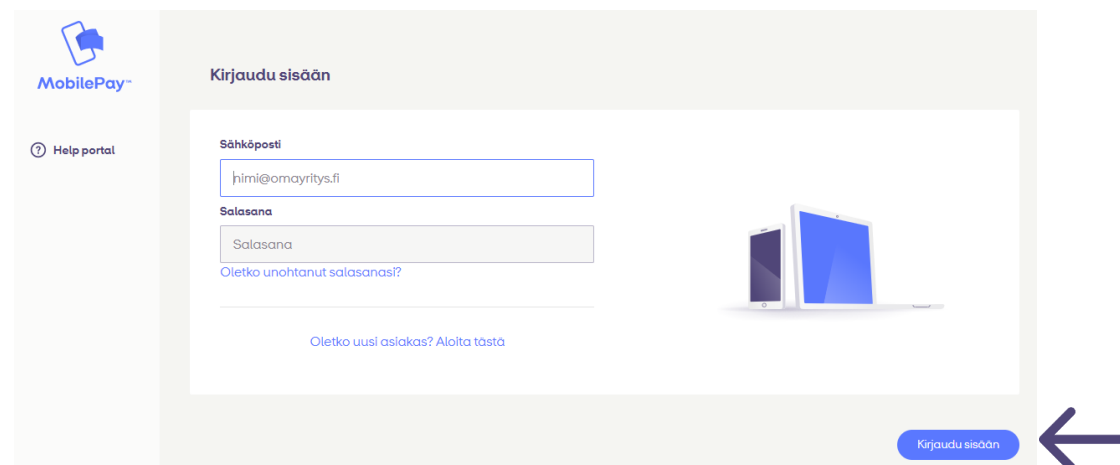 MobilePay™
Kirjaudu sisään
Help portal
Sähköposti
nimi@omayritys.fi
Salasana
Salasana
Oletko unohtanut salasanasi?
Oletko uusi asiakas? Aloita tästä
Kirjaudu sisään